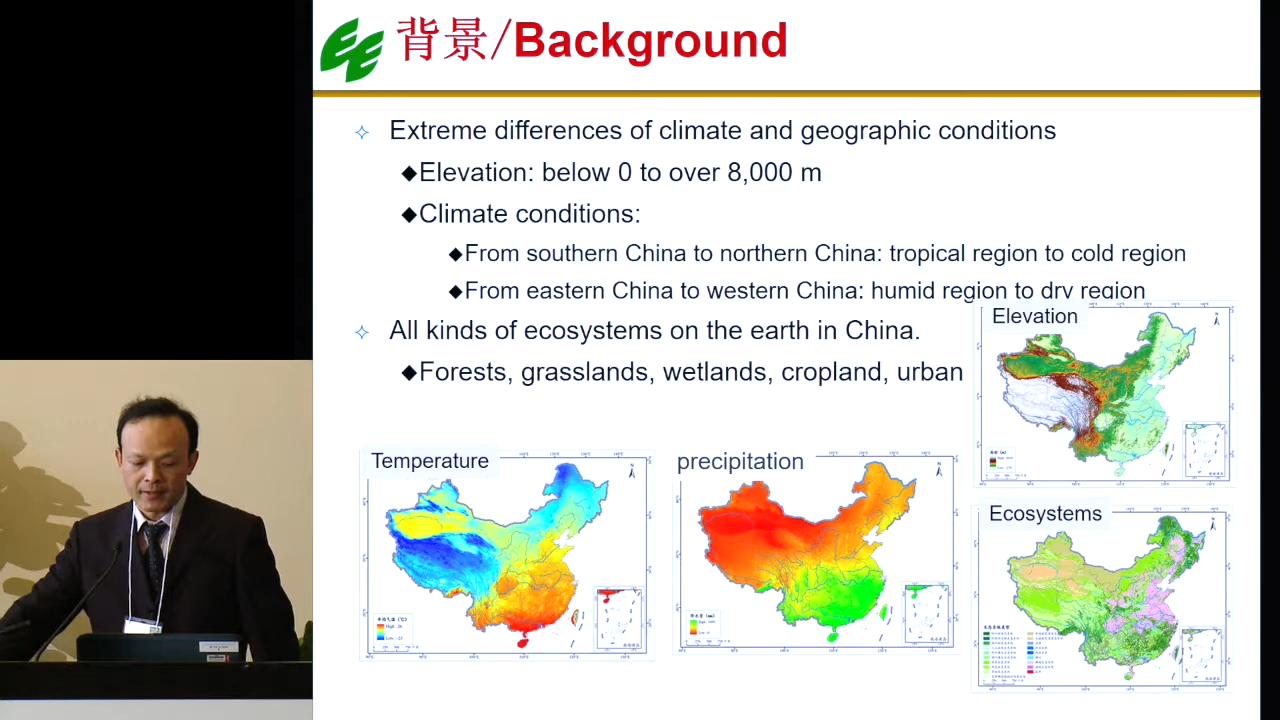 背景/Background
Extreme differences of climate and geographic conditions
Elevation: below 0 to over 8,000 m
Climate conditions:
From southern China to northern China: tropical region to cold region
From eastern China to western China: humid region to dry region
All kinds of ecosystems on the earth in China.
Forests, grasslands, wetlands, cropland, urban
Elevation
Temperature
precipitation
Ecosystems